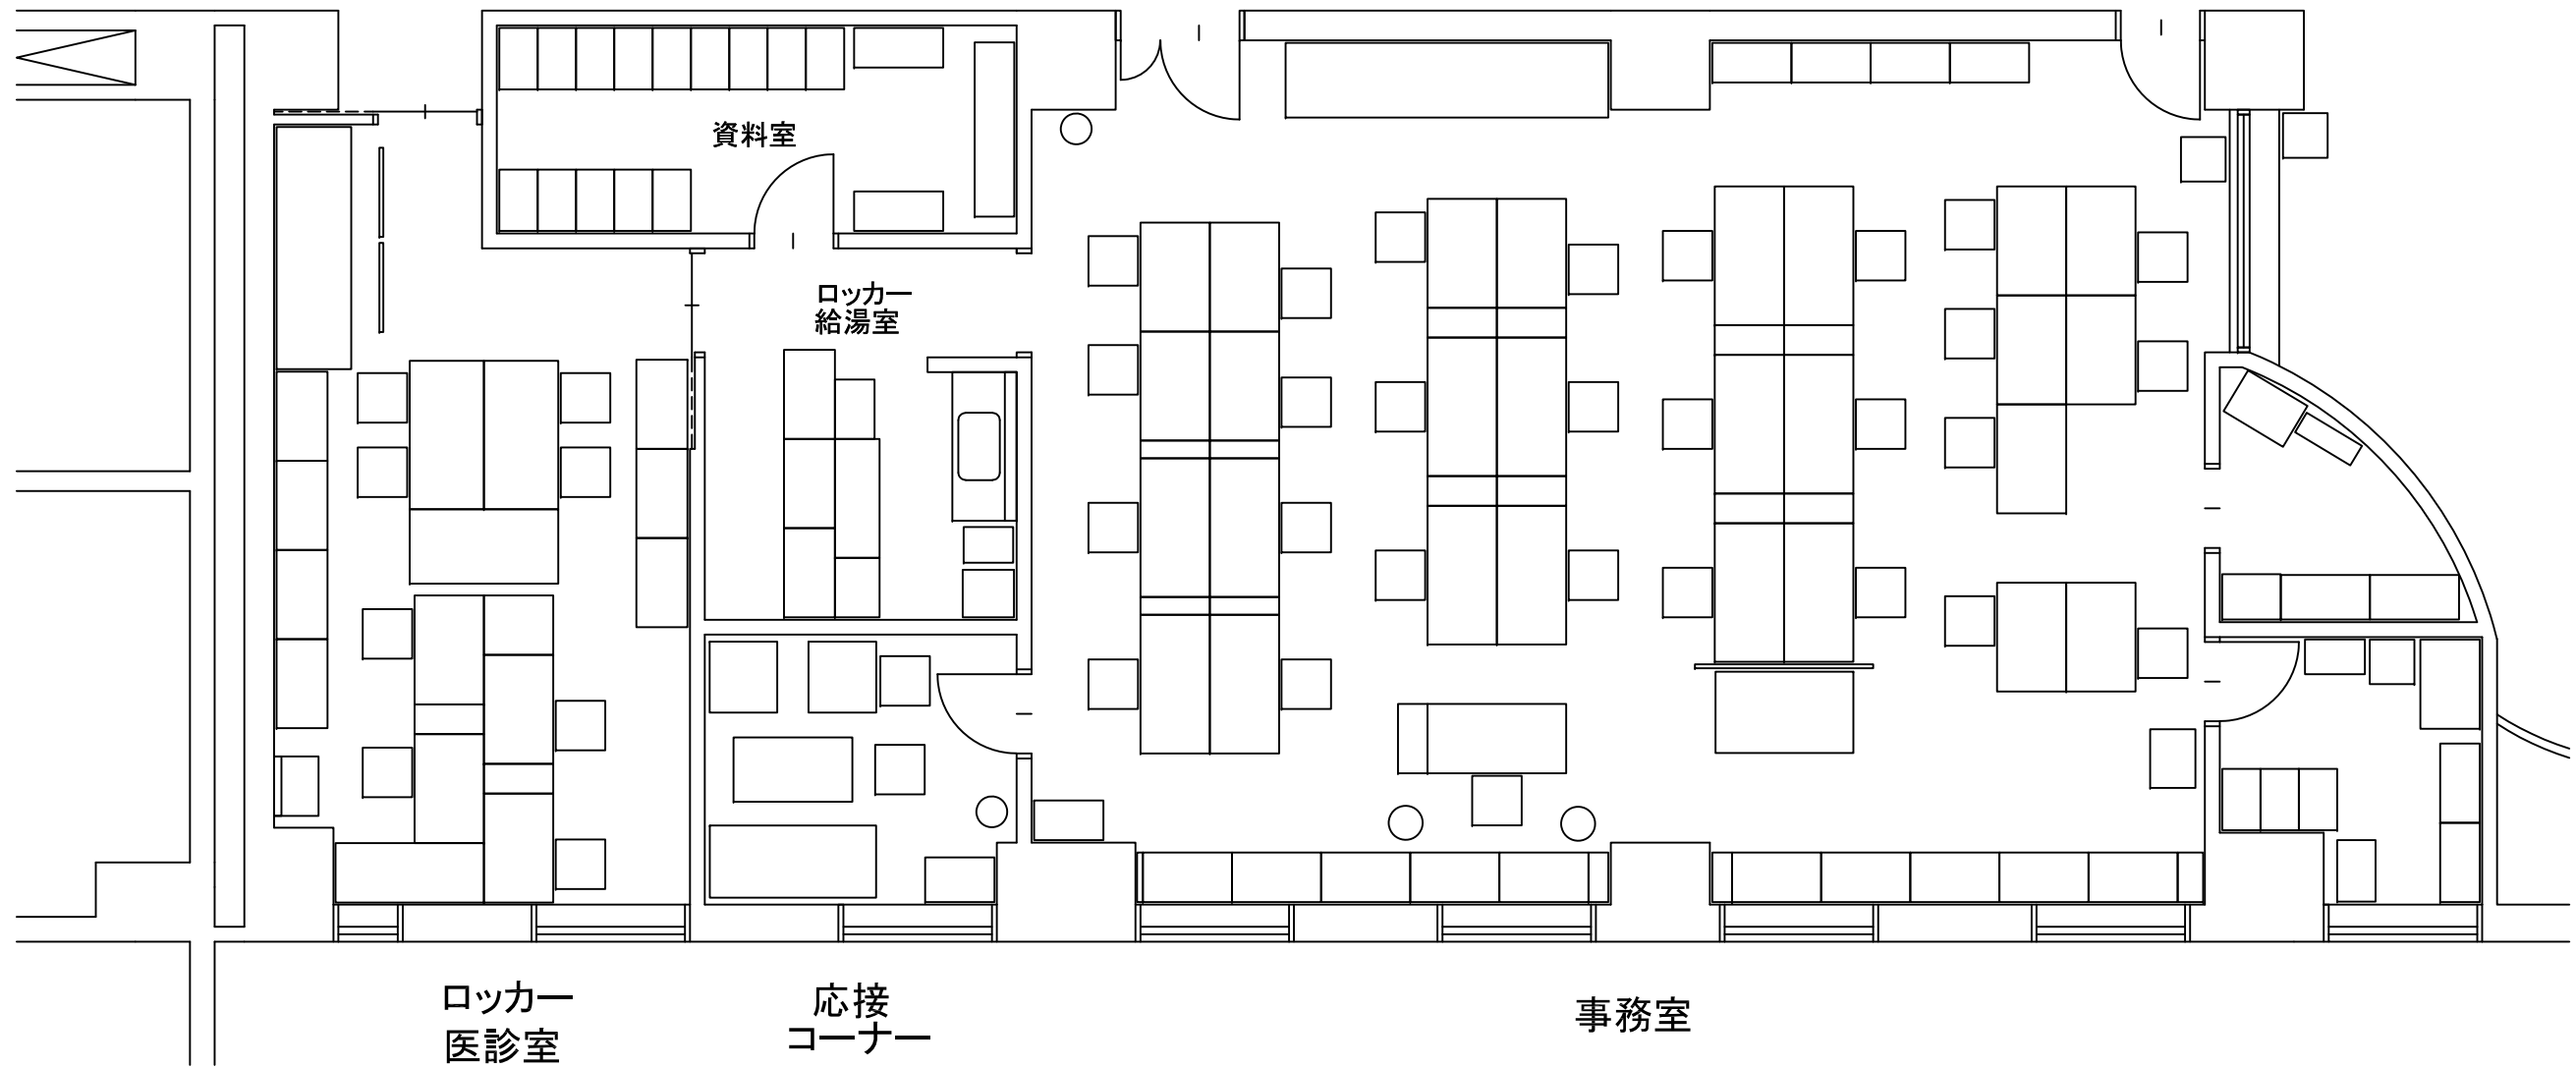 資料室
ロッカー
給湯室
ロッカー
医診室
応接
コーナー
事務室